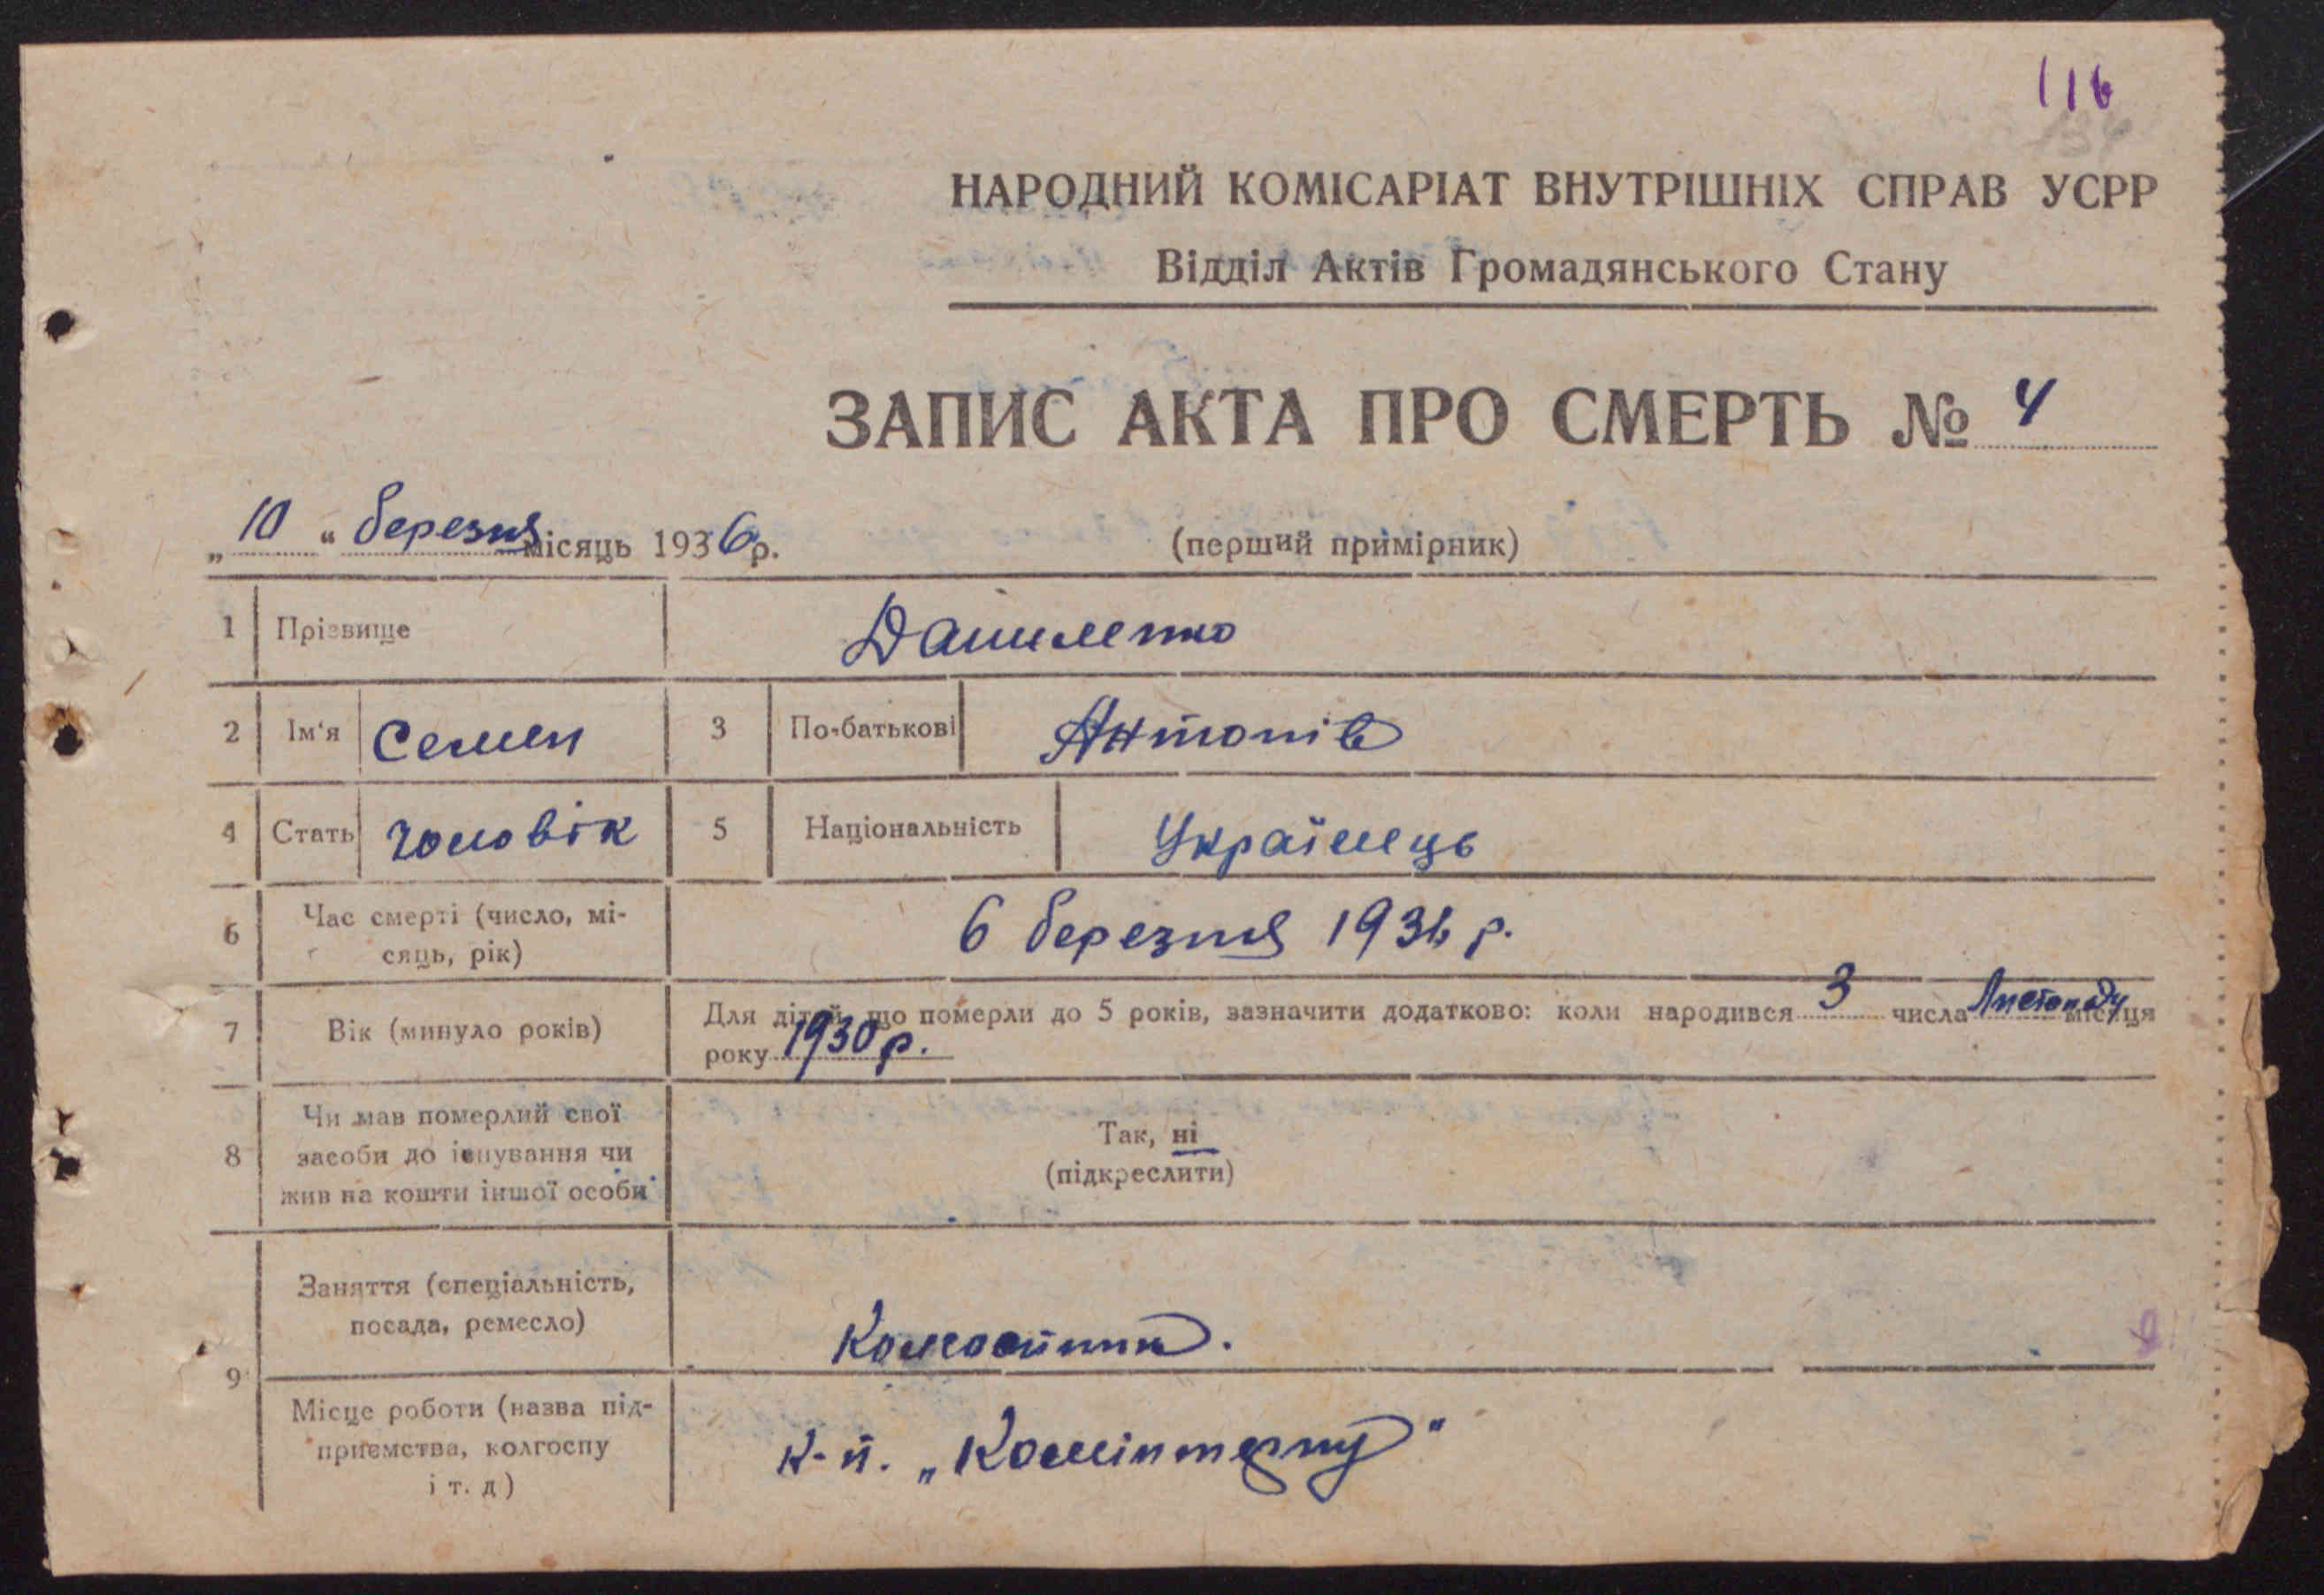 116
134
НАРОДНИЙ КОМІСАРІАТ ВНУТРІШНІХ СПРАВ УСРР
Відділ Актів Громадянського Стану
ЗАПИС АКТА ПРО СМЕРТЬ № 4
„ 10 “ березня місяць 1936 р.
(перший примірник)
1 Прізвище Даниленко
2 Ім'я Семен 3 По-батькові Антонів
4 Стать Чоловік 5 Національність Українець
6 Час смерті (число, мі-
сяць, рік) 6 березня 1936 р.
7 Вік (минуло років) Для дітей, що померли до 5 років, зазначити додатково: коли народився 3 числа Листопаду місяця
року 1930 р.
8 Чи мав померлий свої
засоби до існування чи
жив на кошти іншої особи
Так, ні
(підкреслити)
9 Заняття (спеціальність,
посада, ремесло) Колгоспник.
Місце роботи (назва під-
приємства, колгоспу
і т. д)
к-п. „Комінтерну"